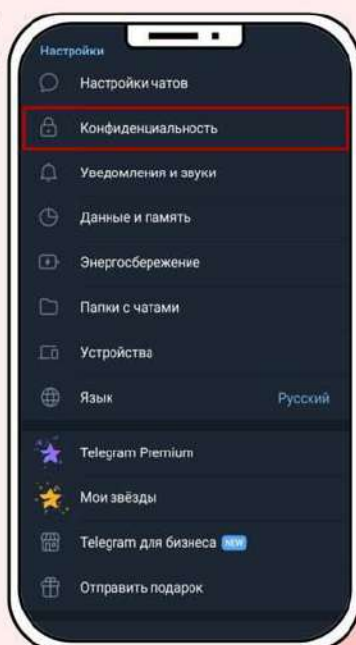 Настройки
Настройки чатов
Конфиденциальность
Уведомления и звуки
Данные и память
Энергосбережение
Папки с чатами
Устройства
Язык Русский
Telegram Premium
Мои звёзды
Telegram для бизнеса NEW
Отправить подарок